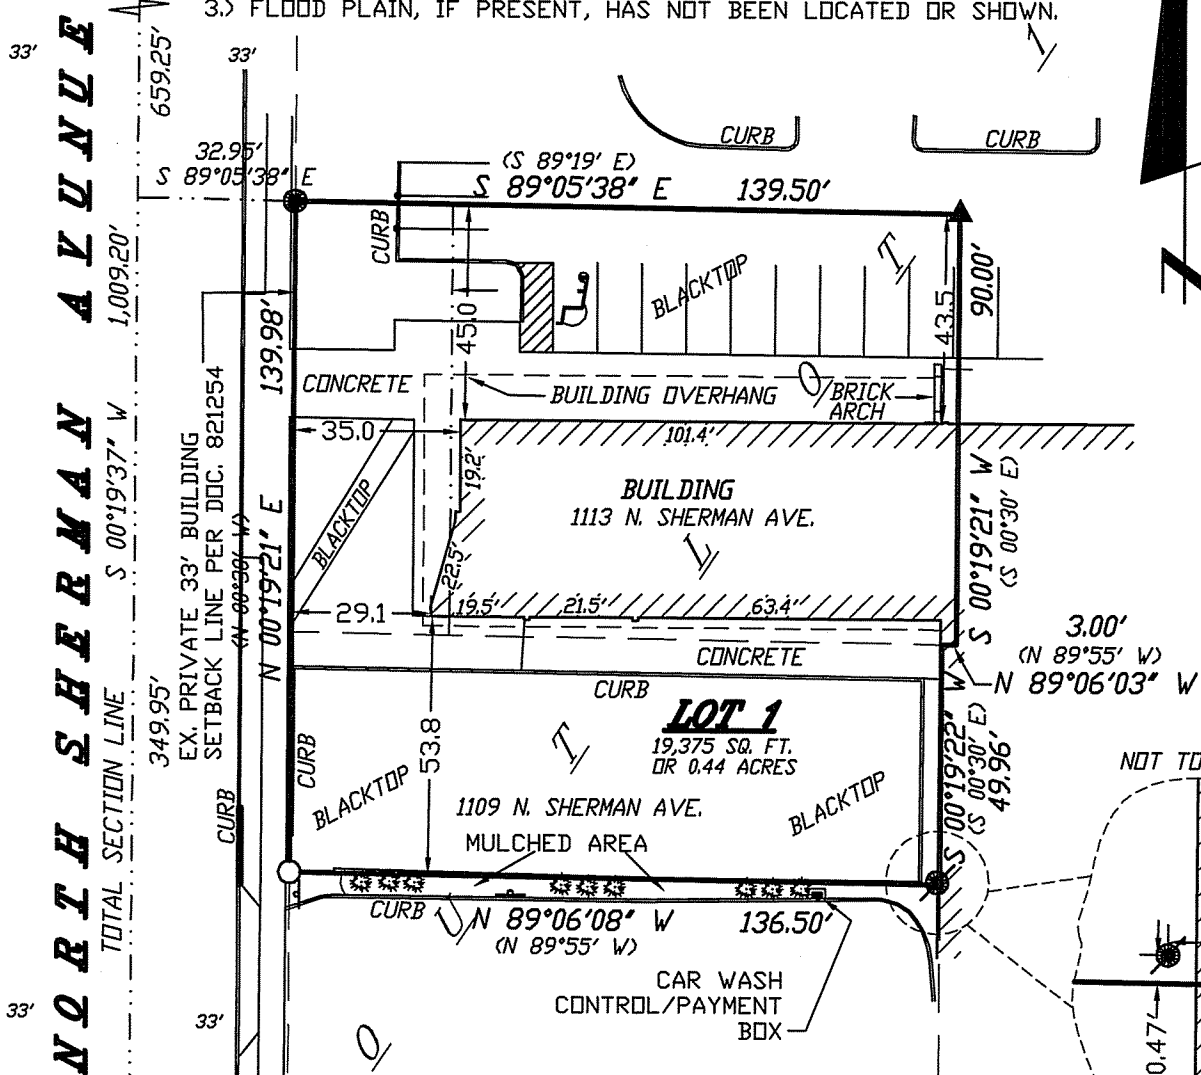 3.) FLOOD PLAIN, IF PRESENT, HAS NOT BEEN LOCATED OR SHOWN.
33'
33'
659.25'
NORTH SHERMAN AVUNUE
32.95'
S 89°05'38" E
(S 89°19' E)
S 89°05'38" E 139.50'
CURB
CURB
CURB
1,009.20'
S 00°19'37" W
TOTAL SECTION LINE
349.95'
139.98'
N 00°19'21" E
(N 00°30' W)
EX. PRIVATE 33' BUILDING
SETBACK LINE PER DOC. 821254
45.0
BLACKTOP
43.5
90.00'
CONCRETE
BUILDING OVERHANG
BRICK
ARCH
35.0
101.4'
19.2'
BLACKTOP
BUILDING
1113 N. SHERMAN AVE.
22.5'
S 00°19'21" W
(S 00°30' E)
29.1
19.5'
21.5'
63.4'
3.00'
(N 89°55' W)
N 89°06'03" W
CONCRETE
CURB
LOT 1
19,375 SQ. FT.
OR 0.44 ACRES
53.8
CURB
CURB
BLACKTOP
BLACKTOP
S 00°19'22" W
(S 00°30' E)
49.96'
1109 N. SHERMAN AVE.
MULCHED AREA
NOT TO
CURB
N 89°06'08" W 136.50'
(N 89°55' W)
CAR WASH
CONTROL/PAYMENT
BOX
33'
33'
0.47'
L
O
T
1
O
U
T
L
O
T